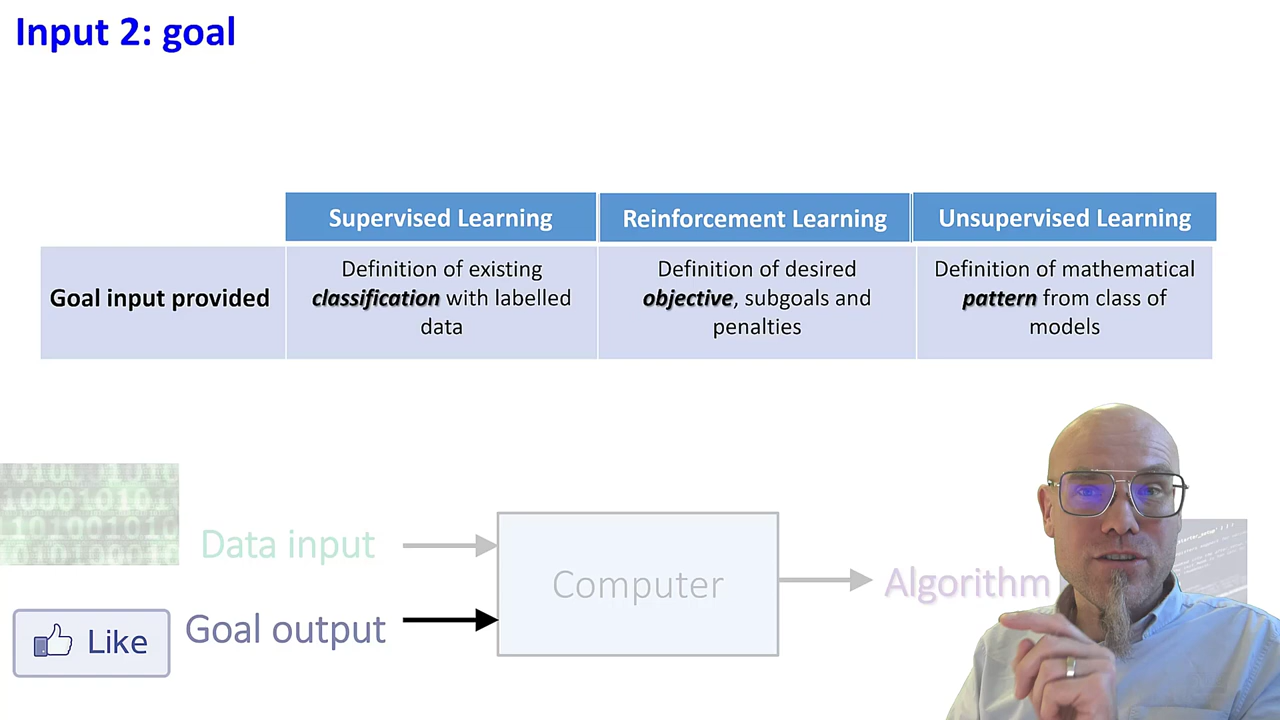 Input 2: goal
Supervised Learning
Reinforcement Learning
Unsupervised Learning
Goal input provided
Definition of existing
classification with labelled
data
Definition of desired
objective, subgoals and
penalties
Definition of mathematical
pattern from class of
models
Data input
Computer
Algorithm
Like
Goal output